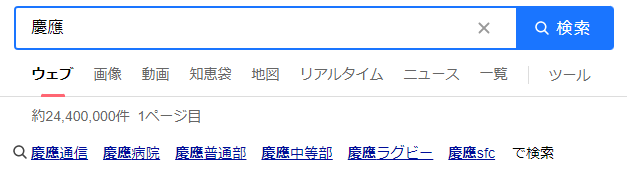 慶應 × 検索
ウェブ 画像 動画 知恵袋 地図 リアルタイム ニュース 一覧 ツール
約24,400,000件 1ページ目
慶應通信 慶應病院 慶應普通部 慶應中等部 慶應ラグビー 慶應sfc で検索